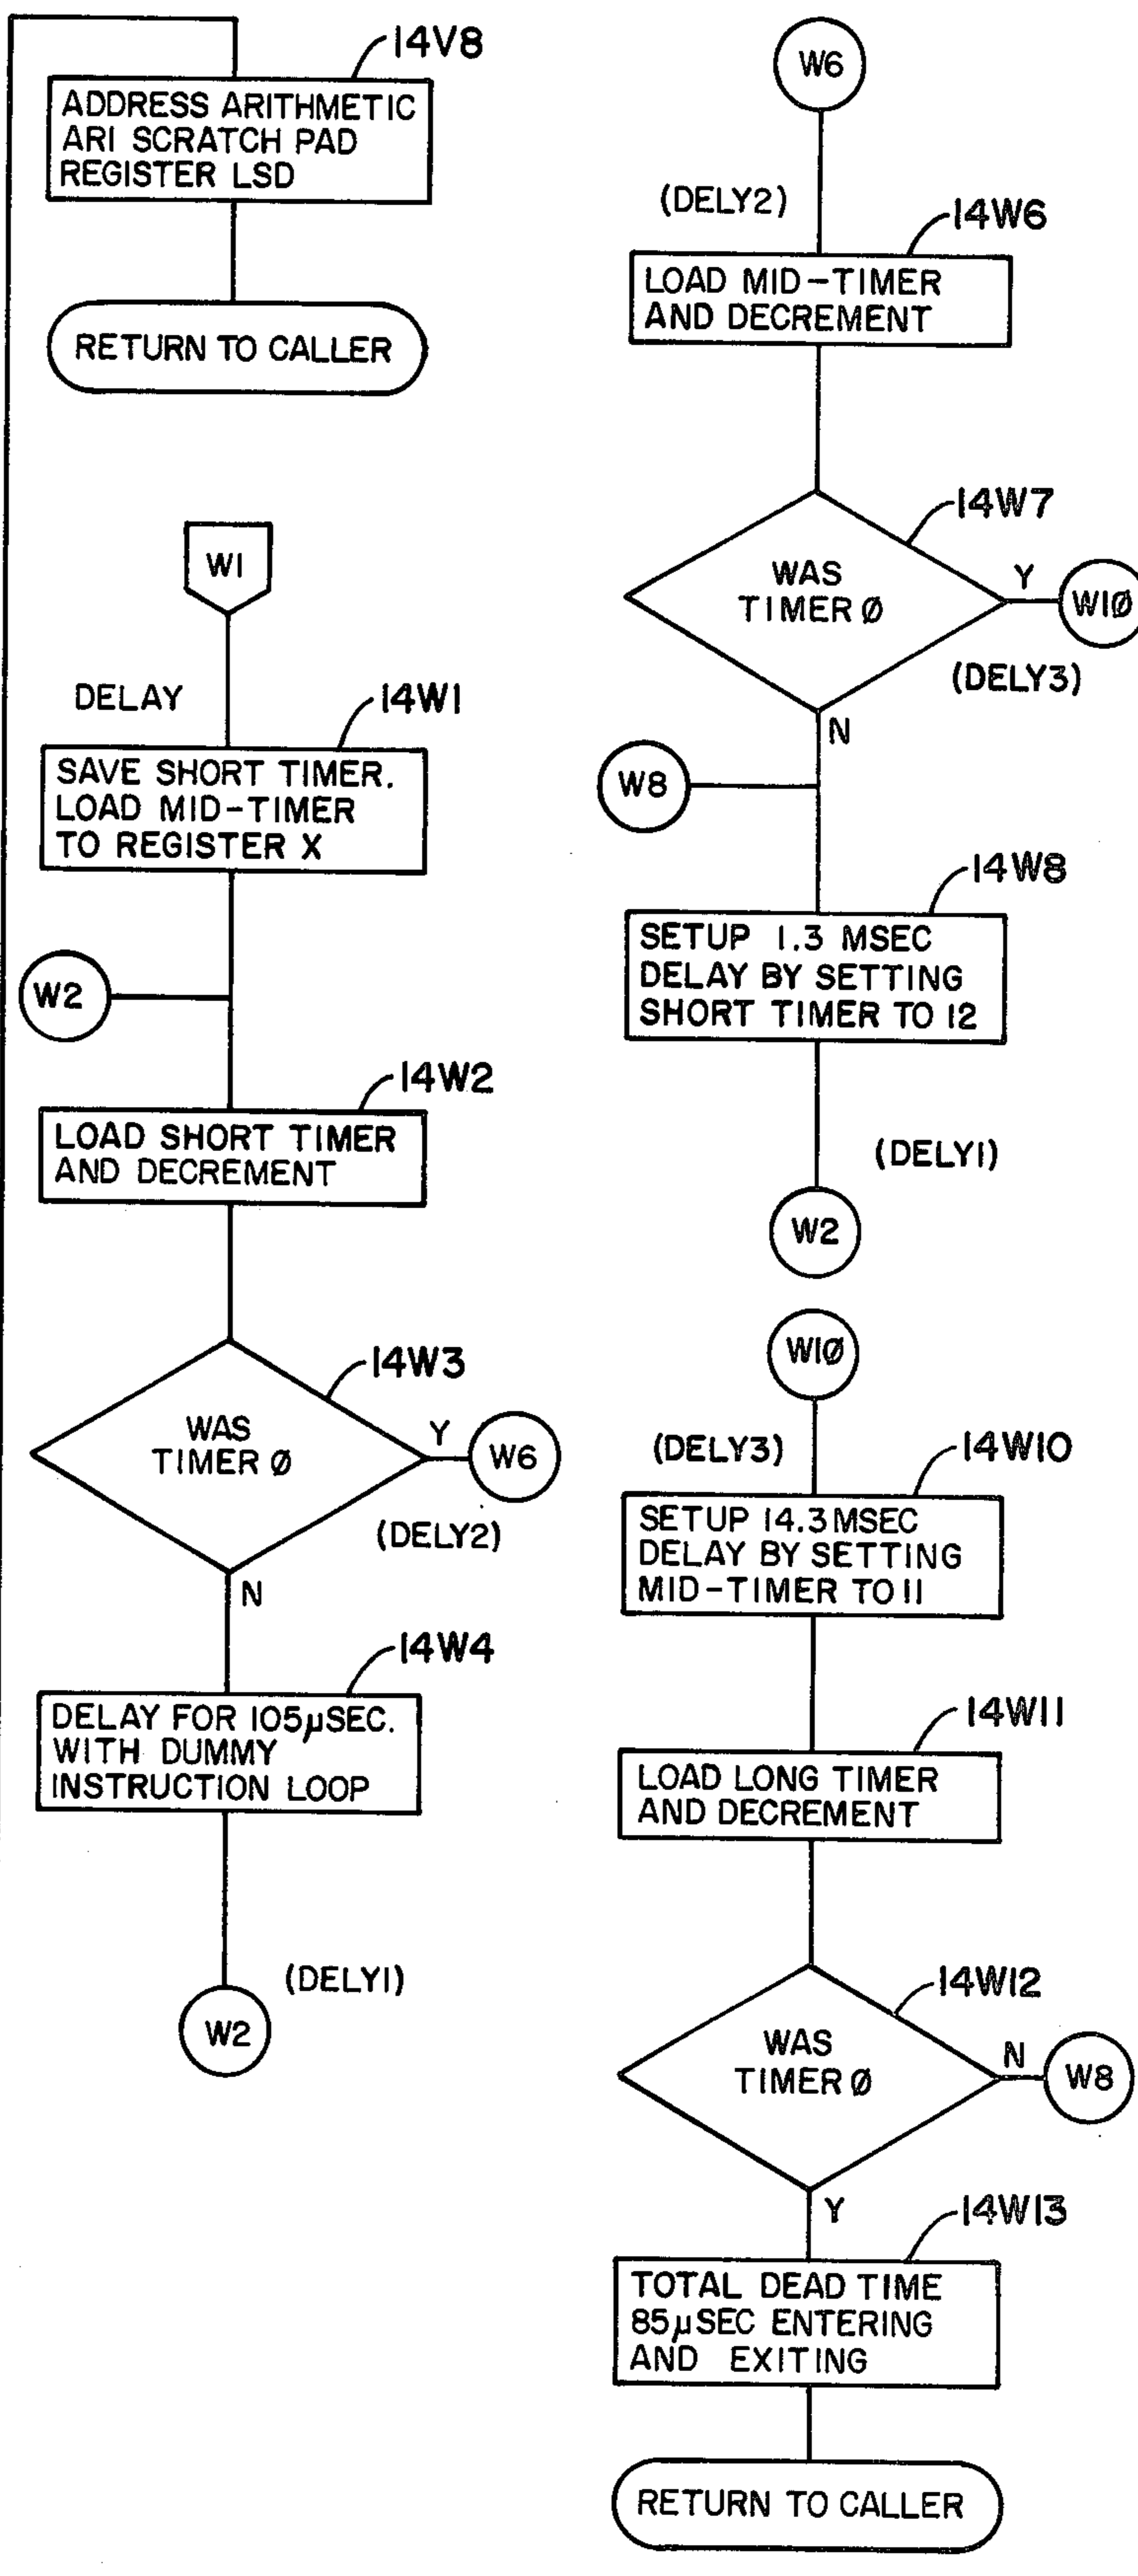 14V8
ADDRESS ARITHMETIC
ARI SCRATCH PAD
REGISTER LSD
RETURN TO CALLER
W1
DELAY
14W1
SAVE SHORT TIMER.
LOAD MID-TIMER
TO REGISTER X
W2
14W2
LOAD SHORT TIMER
AND DECREMENT
14W3
WAS
TIMER Ø
Y
W6
(DELY2)
N
14W4
DELAY FOR 105µSEC.
WITH DUMMY
INSTRUCTION LOOP
(DELY1)
W2
W6
(DELY2)
14W6
LOAD MID-TIMER
AND DECREMENT
14W7
WAS
TIMER Ø
Y
W1Ø
(DELY3)
N
W8
14W8
SETUP 1.3 MSEC
DELAY BY SETTING
SHORT TIMER TO 12
(DELY1)
W2
W1Ø
(DELY3)
14W10
SETUP 14.3 MSEC
DELAY BY SETTING
MID-TIMER TO 11
14W11
LOAD LONG TIMER
AND DECREMENT
14W12
WAS
TIMER Ø
N
W8
Y
14W13
TOTAL DEAD TIME
85µSEC ENTERING
AND EXITING
RETURN TO CALLER